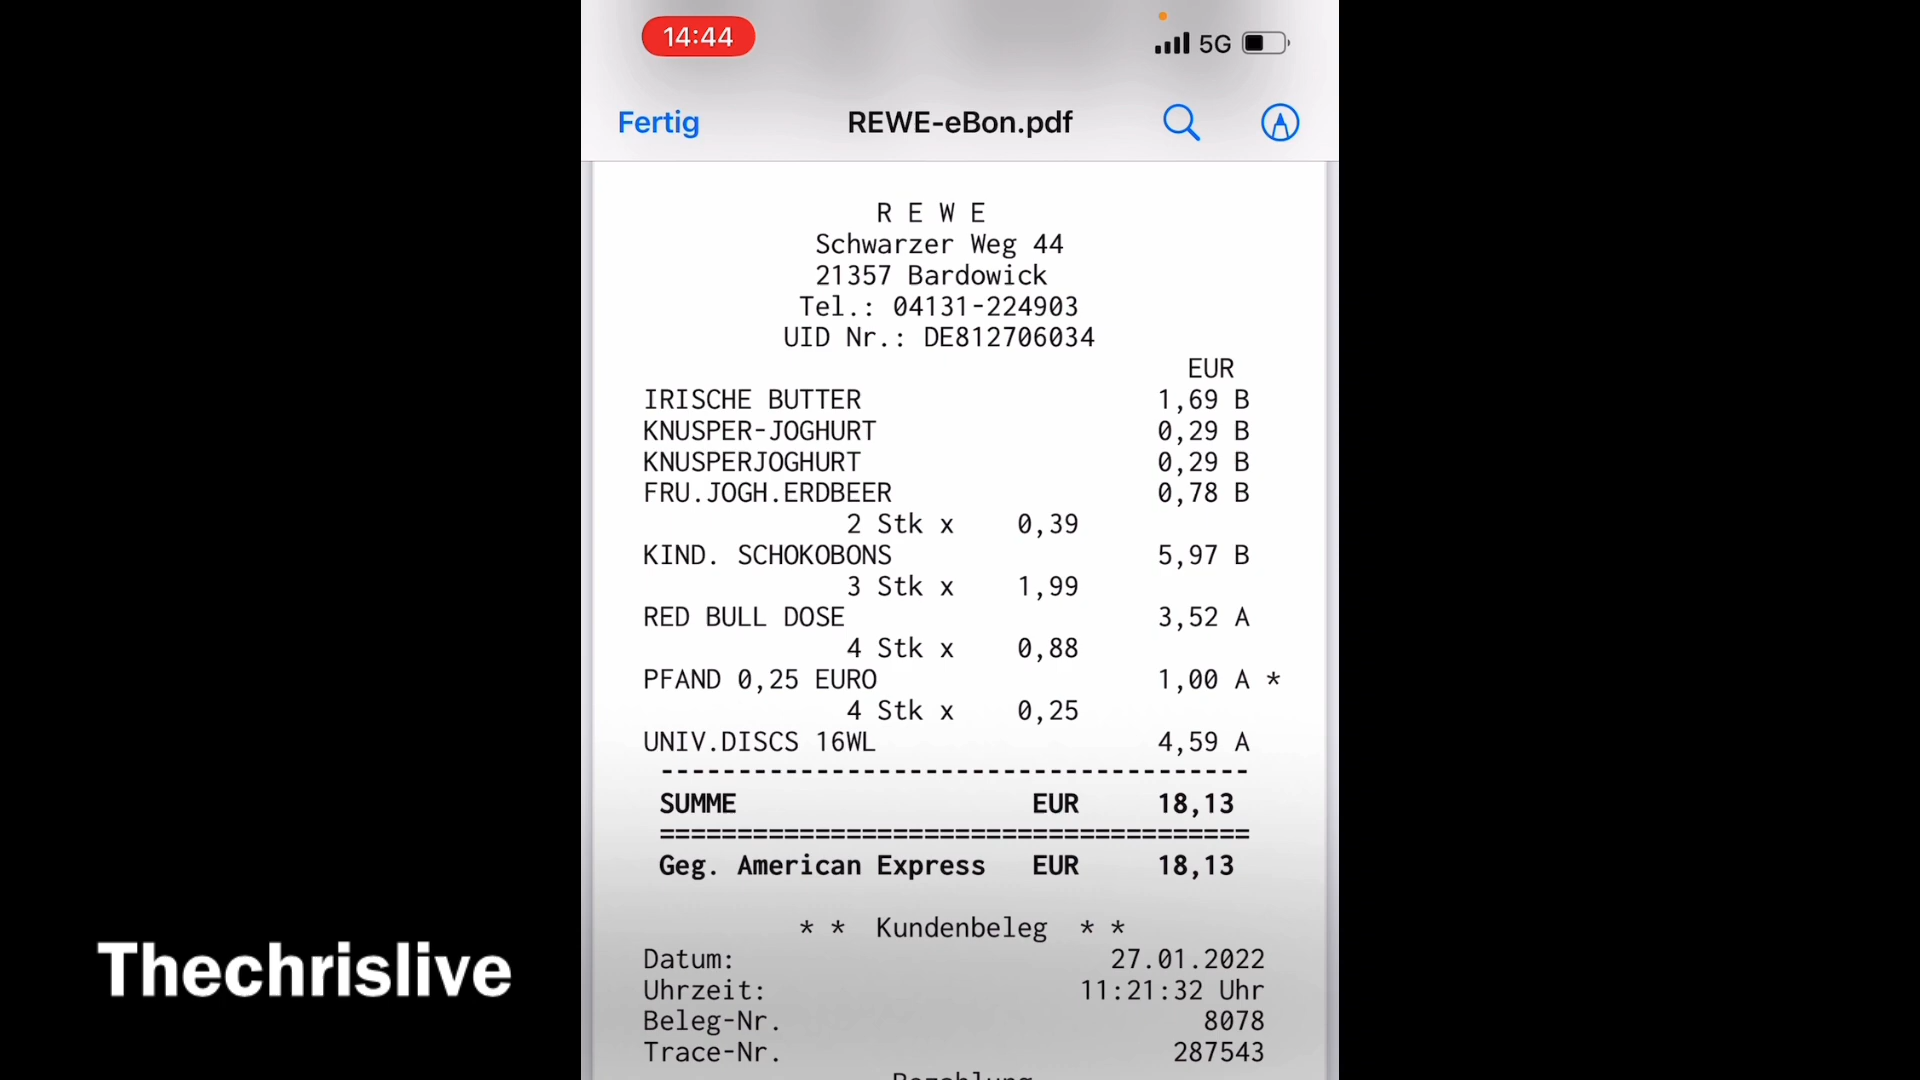 14:44
5G
Fertig
REWE-eBon.pdf
R E W E
Schwarzer Weg 44
21357 Bardowick
Tel.: 04131-224903
UID Nr.: DE812706034
EUR
IRISCHE BUTTER 1,69 B
KNUSPER-JOGHURT 0,29 B
KNUSPERJOGHURT 0,29 B
FRU.JOGH.ERDBEER 0,78 B
2 Stk x 0,39
KIND. SCHOKOBONS 5,97 B
3 Stk x 1,99
RED BULL DOSE 3,52 A
4 Stk x 0,88
PFAND 0,25 EURO 1,00 A *
4 Stk x 0,25
UNIV.DISCS 16WL 4,59 A
--------------------------------------
SUMME EUR 18,13
======================================
Geg. American Express EUR 18,13
* * Kundenbeleg * *
Datum: 27.01.2022
Uhrzeit: 11:21:32 Uhr
Beleg-Nr. 8078
Trace-Nr. 287543
Thechrislive